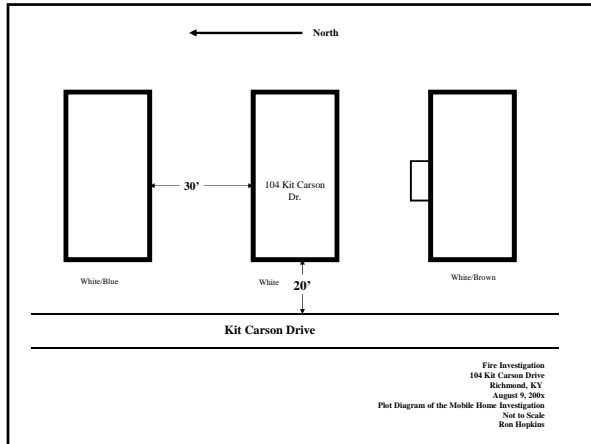 North
30’
104 Kit Carson
Dr.
White/Blue
White
20’
White/Brown
Kit Carson Drive
Fire Investigation
104 Kit Carson Drive
Richmond, KY
August 9, 200x
Plot Diagram of the Mobile Home Investigation
Not to Scale
Ron Hopkins